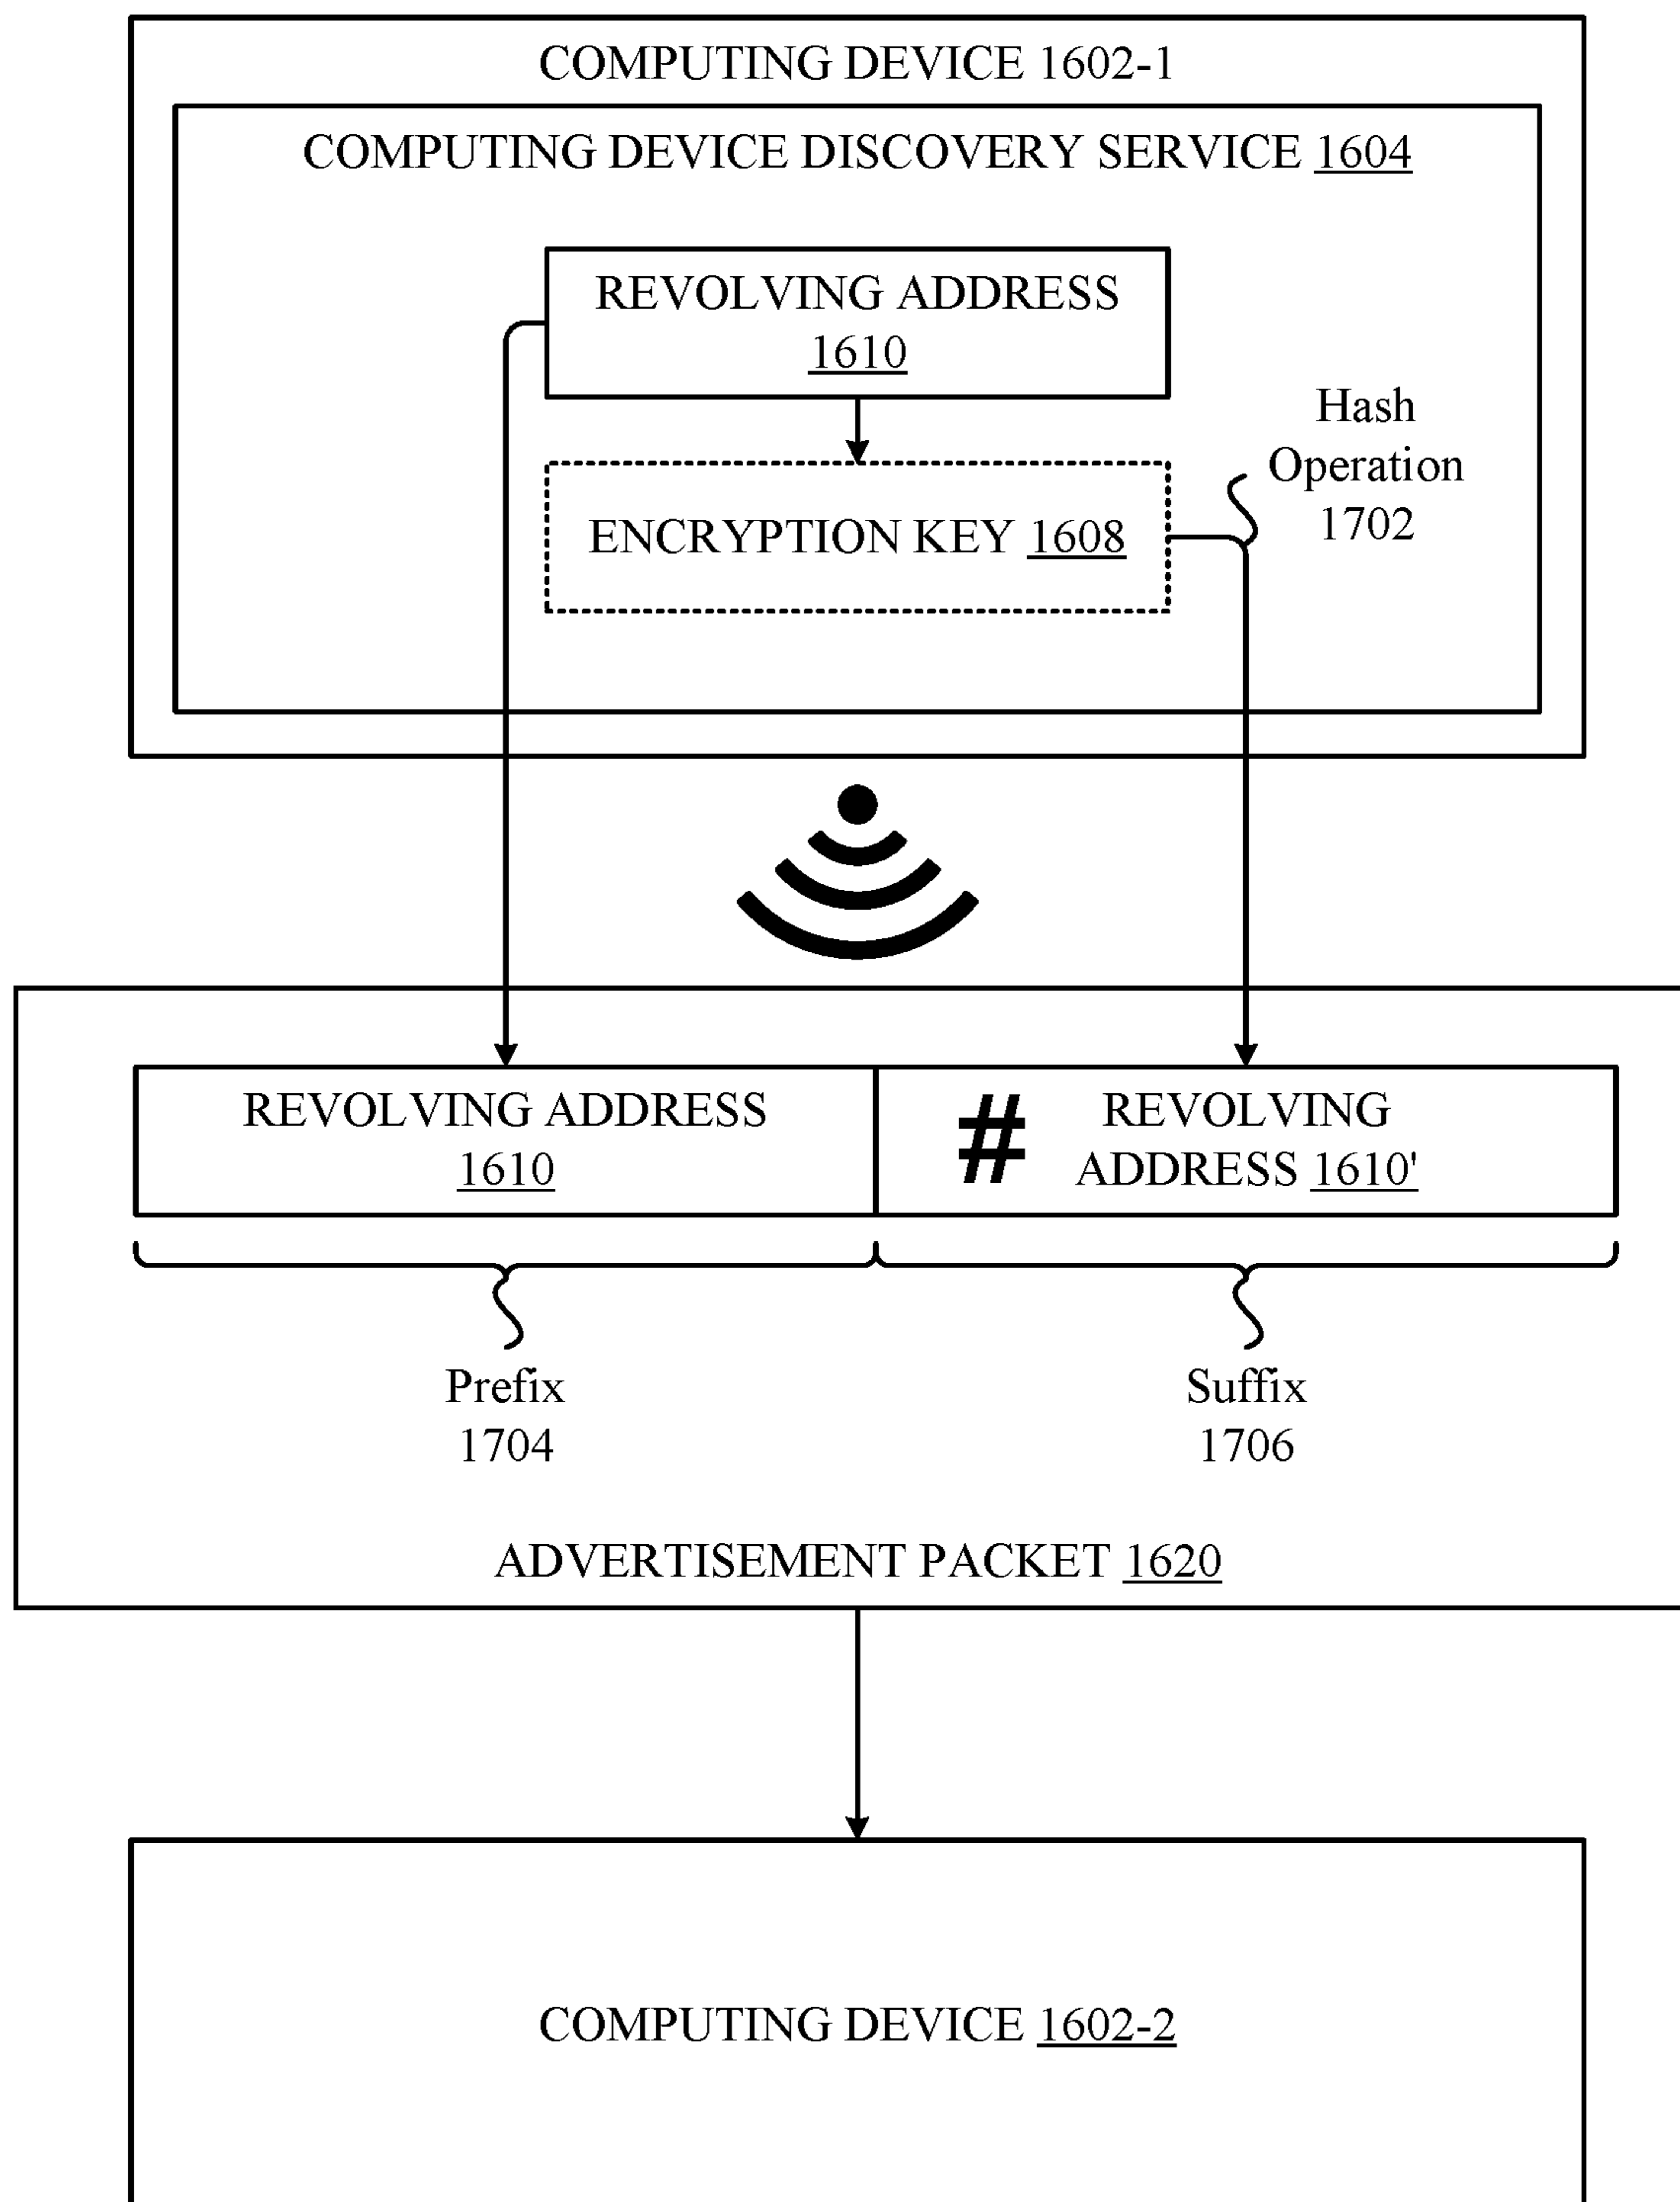 COMPUTING DEVICE 1602-1
COMPUTING DEVICE DISCOVERY SERVICE 1604
REVOLVING ADDRESS
1610
Hash
Operation
1702
ENCRYPTION KEY 1608
REVOLVING ADDRESS
1610
# REVOLVING
ADDRESS 1610'
Prefix
1704
Suffix
1706
ADVERTISEMENT PACKET 1620
COMPUTING DEVICE 1602-2